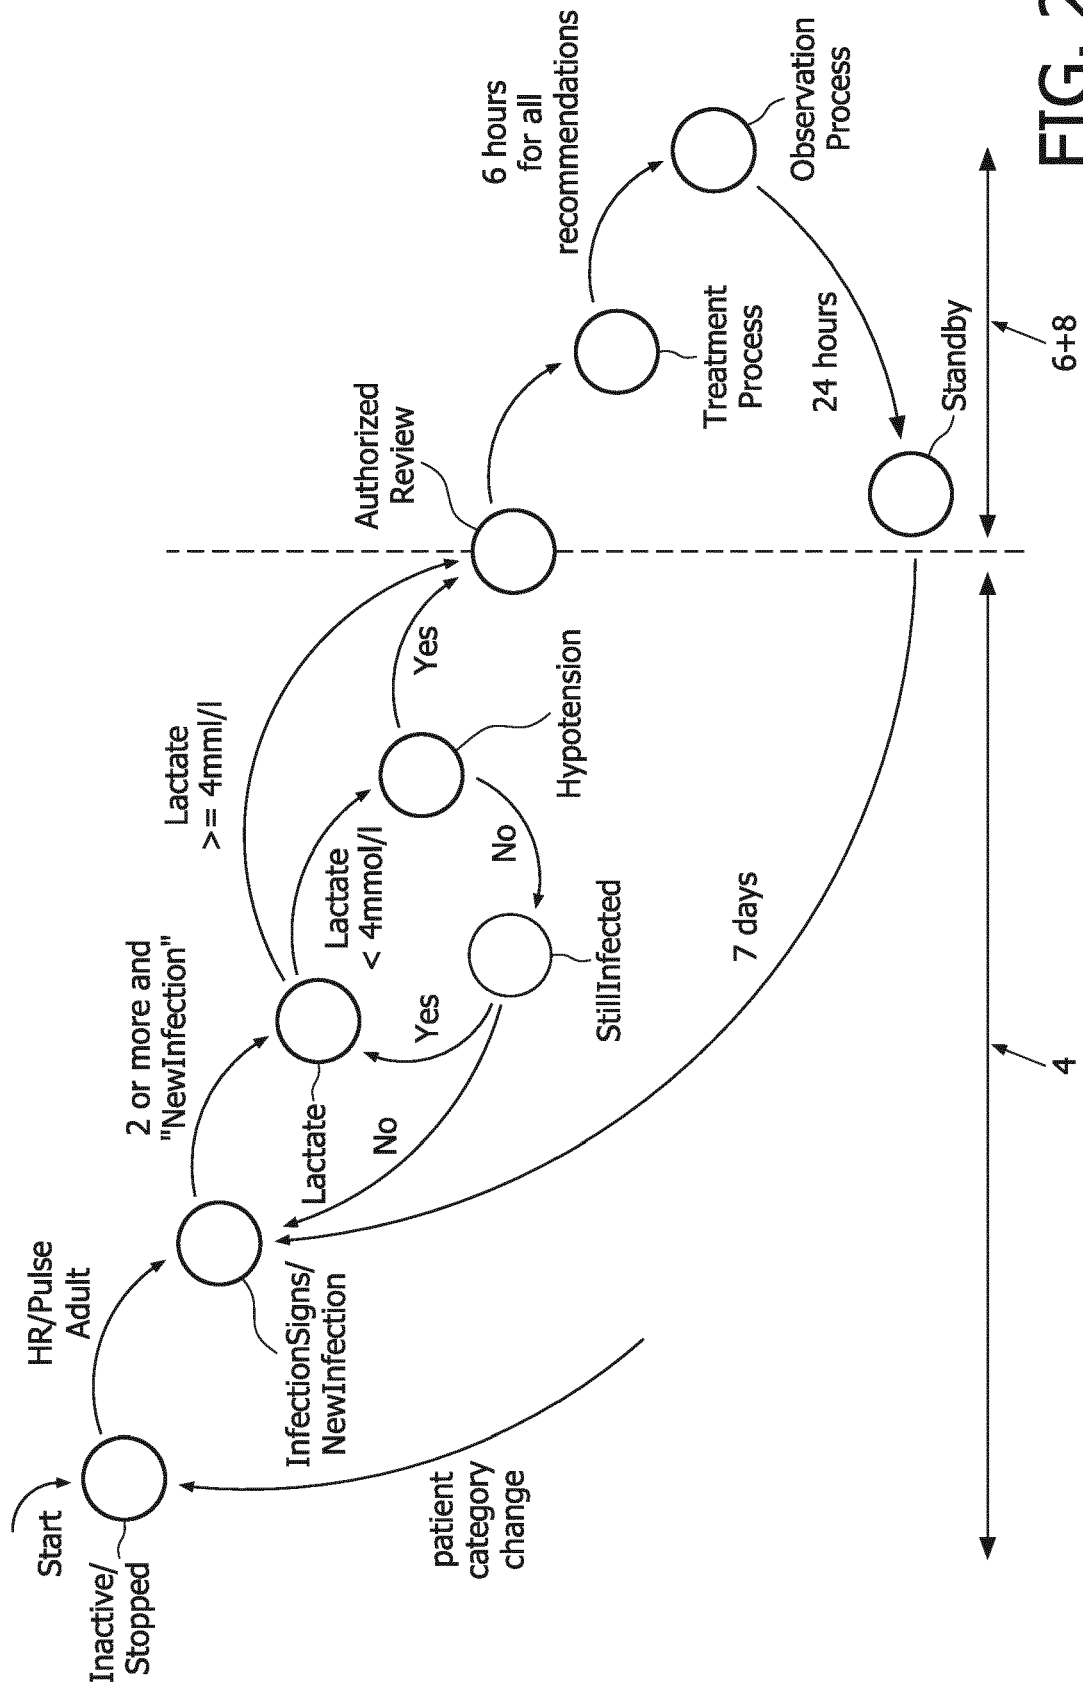 Start
Inactive/
Stopped
HR/Pulse
Adult
InfectionSigns/
NewInfection
patient
category
change
2 or more and
"NewInfection"
Lactate
No
Yes
StillInfected
Lactate
< 4mmol/l
Lactate
>= 4mml/l
No
Hypotension
Yes
7 days
Authorized
Review
Treatment
Process
6 hours
for all
recommendations
Observation
Process
24 hours
Standby
4
6+8
FIG. 2